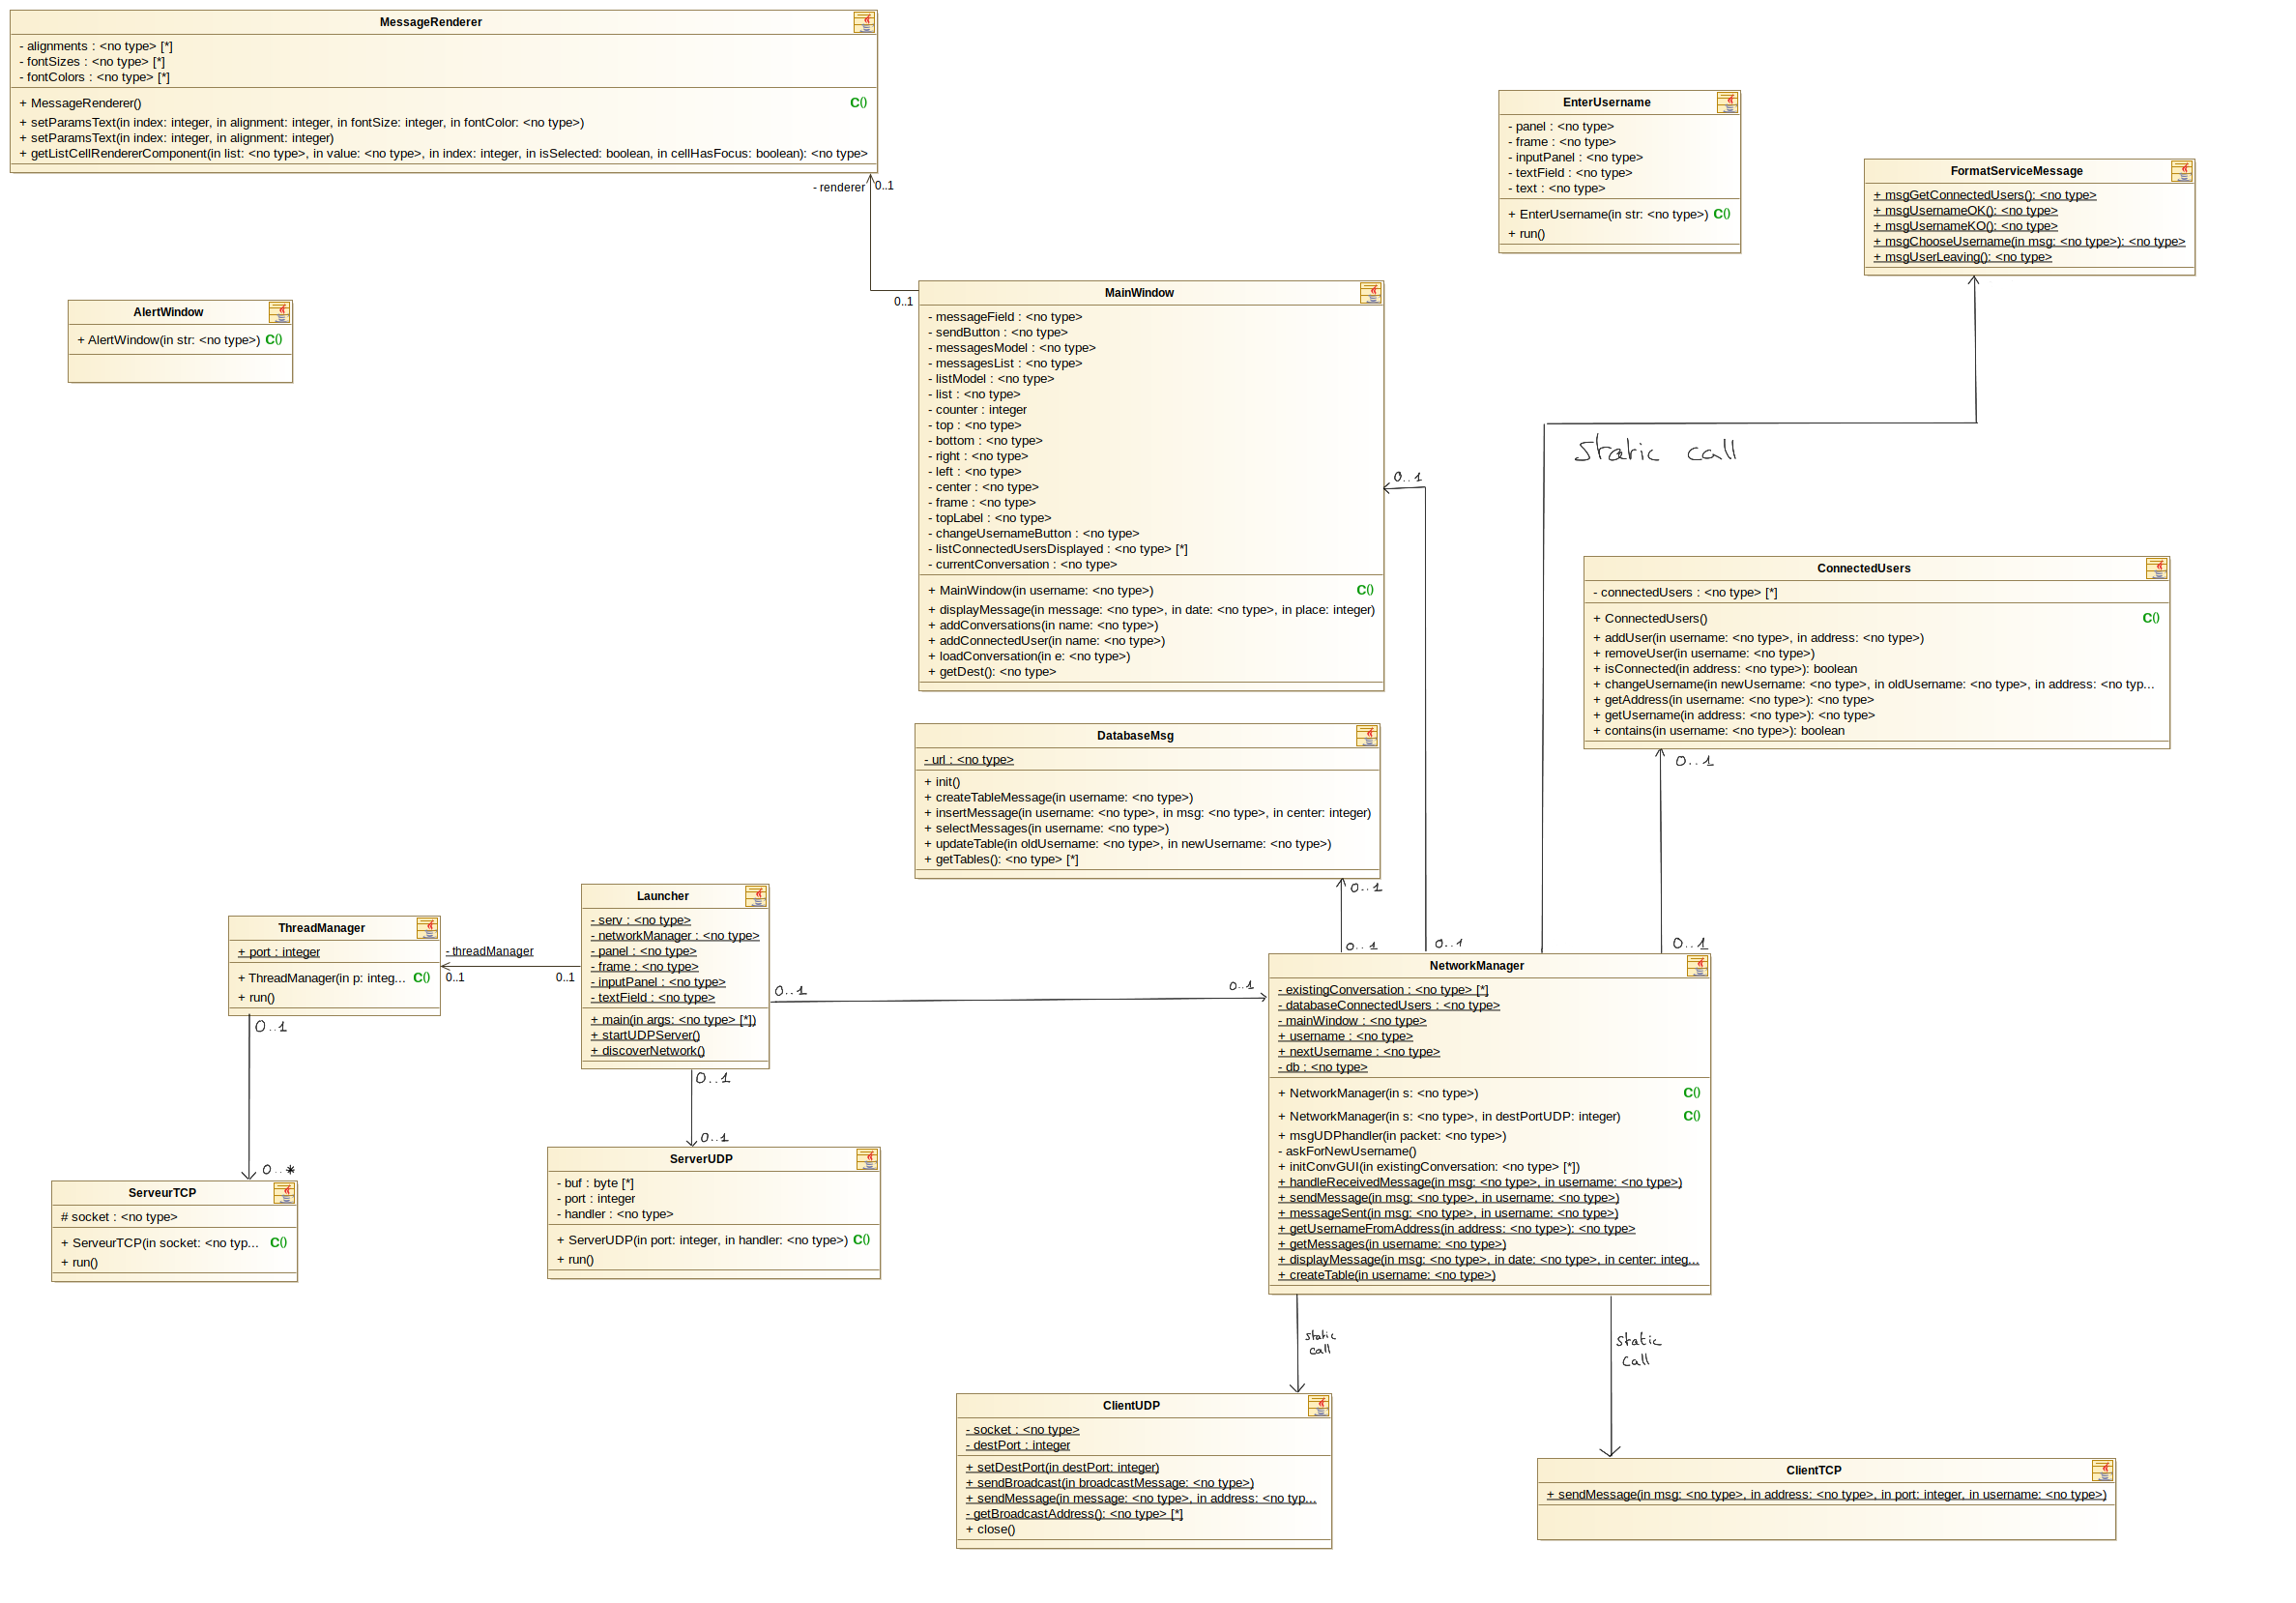 MessageRenderer
- alignments : <no type> [*]
- fontSizes : <no type> [*]
- fontColors : <no type> [*]
+ MessageRenderer() C()
+ setParamsText(in index: integer, in alignment: integer, in fontSize: integer, in fontColor: <no type>)
+ setParamsText(in index: integer, in alignment: integer)
+ getListCellRendererComponent(in list: <no type>, in value: <no type>, in index: integer, in isSelected: boolean, in cellHasFocus: boolean): <no type>
- renderer 0..1
0..1
EnterUsername
- panel : <no type>
- frame : <no type>
- inputPanel : <no type>
- textField : <no type>
- text : <no type>
+ EnterUsername(in str: <no type>) C()
+ run()
FormatServiceMessage
+ msgGetConnectedUsers(): <no type>
+ msgUsernameOK(): <no type>
+ msgUsernameKO(): <no type>
+ msgChooseUsername(in msg: <no type>): <no type>
+ msgUserLeaving(): <no type>
static call
AlertWindow
+ AlertWindow(in str: <no type>) C()
MainWindow
- messageField : <no type>
- sendButton : <no type>
- messagesModel : <no type>
- messagesList : <no type>
- listModel : <no type>
- list : <no type>
- counter : integer
- top : <no type>
- bottom : <no type>
- right : <no type>
- left : <no type>
- center : <no type>
- frame : <no type>
- topLabel : <no type>
- changeUsernameButton : <no type>
- listConnectedUsersDisplayed : <no type> [*]
- currentConversation : <no type>
+ MainWindow(in username: <no type>) C()
+ displayMessage(in message: <no type>, in date: <no type>, in place: integer)
+ addConversations(in name: <no type>)
+ addConnectedUser(in name: <no type>)
+ loadConversation(in e: <no type>)
+ getDest(): <no type>
0..1
ConnectedUsers
- connectedUsers : <no type> [*]
+ ConnectedUsers() C()
+ addUser(in username: <no type>, in address: <no type>)
+ removeUser(in username: <no type>)
+ isConnected(in address: <no type>): boolean
+ changeUsername(in newUsername: <no type>, in oldUsername: <no type>, in address: <no typ...
+ getAddress(in username: <no type>): <no type>
+ getUsername(in address: <no type>): <no type>
+ contains(in username: <no type>): boolean
0..1
DatabaseMsg
- url : <no type>
+ init()
+ createTableMessage(in username: <no type>)
+ insertMessage(in username: <no type>, in msg: <no type>, in center: integer)
+ selectMessages(in username: <no type>)
+ updateTable(in oldUsername: <no type>, in newUsername: <no type>)
+ getTables(): <no type> [*]
0..1
0..1 0..1 0..1
ThreadManager
+ port : integer
+ ThreadManager(in p: integ... C()
+ run()
- threadManager
0..1 0..1
0..1
Launcher
- serv : <no type>
- networkManager : <no type>
- panel : <no type>
- frame : <no type>
- inputPanel : <no type>
- textField : <no type>
+ main(in args: <no type> [*])
+ startUDPServer()
+ discoverNetwork()
0..1 0..1
0..1
0..1
NetworkManager
- existingConversation : <no type> [*]
- databaseConnectedUsers : <no type>
- mainWindow : <no type>
+ username : <no type>
+ nextUsername : <no type>
- db : <no type>
+ NetworkManager(in s: <no type>) C()
+ NetworkManager(in s: <no type>, in destPortUDP: integer) C()
+ msgUDPhandler(in packet: <no type>)
- askForNewUsername()
+ initConvGUI(in existingConversation: <no type> [*])
+ handleReceivedMessage(in msg: <no type>, in username: <no type>)
+ sendMessage(in msg: <no type>, in username: <no type>)
+ messageSent(in msg: <no type>, in username: <no type>)
+ getUsernameFromAddress(in address: <no type>): <no type>
+ getMessages(in username: <no type>)
+ displayMessage(in msg: <no type>, in date: <no type>, in center: integ...
+ createTable(in username: <no type>)
0..*
ServeurTCP
# socket : <no type>
+ ServeurTCP(in socket: <no typ... C()
+ run()
ServerUDP
- buf : byte [*]
- port : integer
- handler : <no type>
+ ServerUDP(in port: integer, in handler: <no type>) C()
+ run()
static
call
static
call
ClientUDP
- socket : <no type>
- destPort : integer
+ setDestPort(in destPort: integer)
+ sendBroadcast(in broadcastMessage: <no type>)
+ sendMessage(in message: <no type>, in address: <no typ...
- getBroadcastAddress(): <no type> [*]
+ close()
ClientTCP
+ sendMessage(in msg: <no type>, in address: <no type>, in port: integer, in username: <no type>)